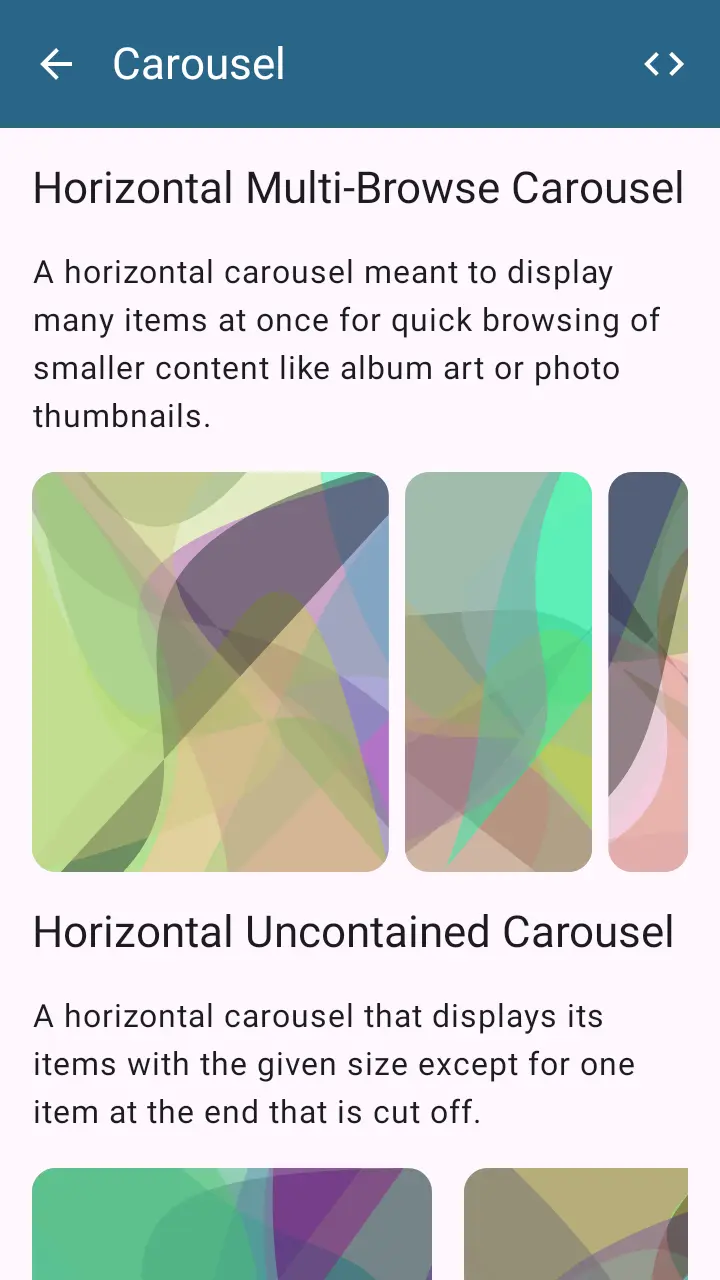 Carousel
Horizontal Multi-Browse Carousel
A horizontal carousel meant to display
many items at once for quick browsing of
smaller content like album art or photo
thumbnails.
Horizontal Uncontained Carousel
A horizontal carousel that displays its
items with the given size except for one
item at the end that is cut off.